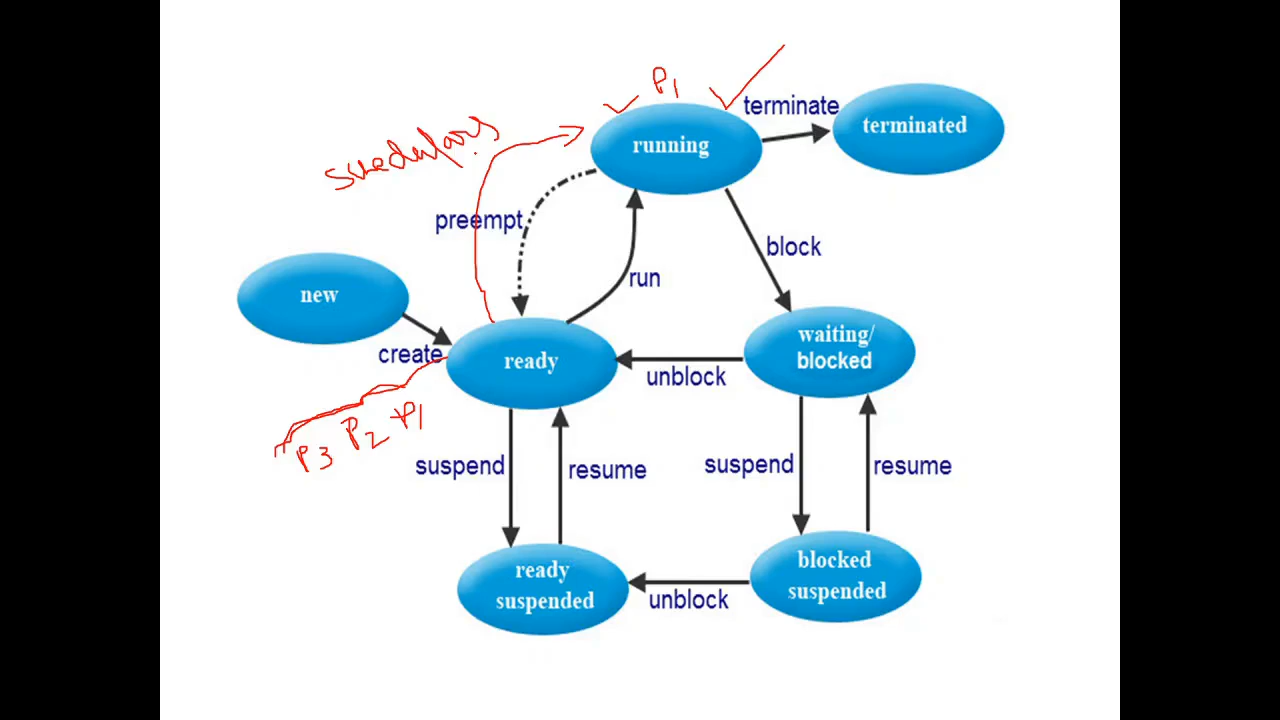 P1
terminate
terminated
running
schedulars
preempt
block
run
new
create
ready
waiting/
blocked
unblock
P3 P2 P1
suspend
resume
suspend
resume
ready
suspended
blocked
suspended
unblock